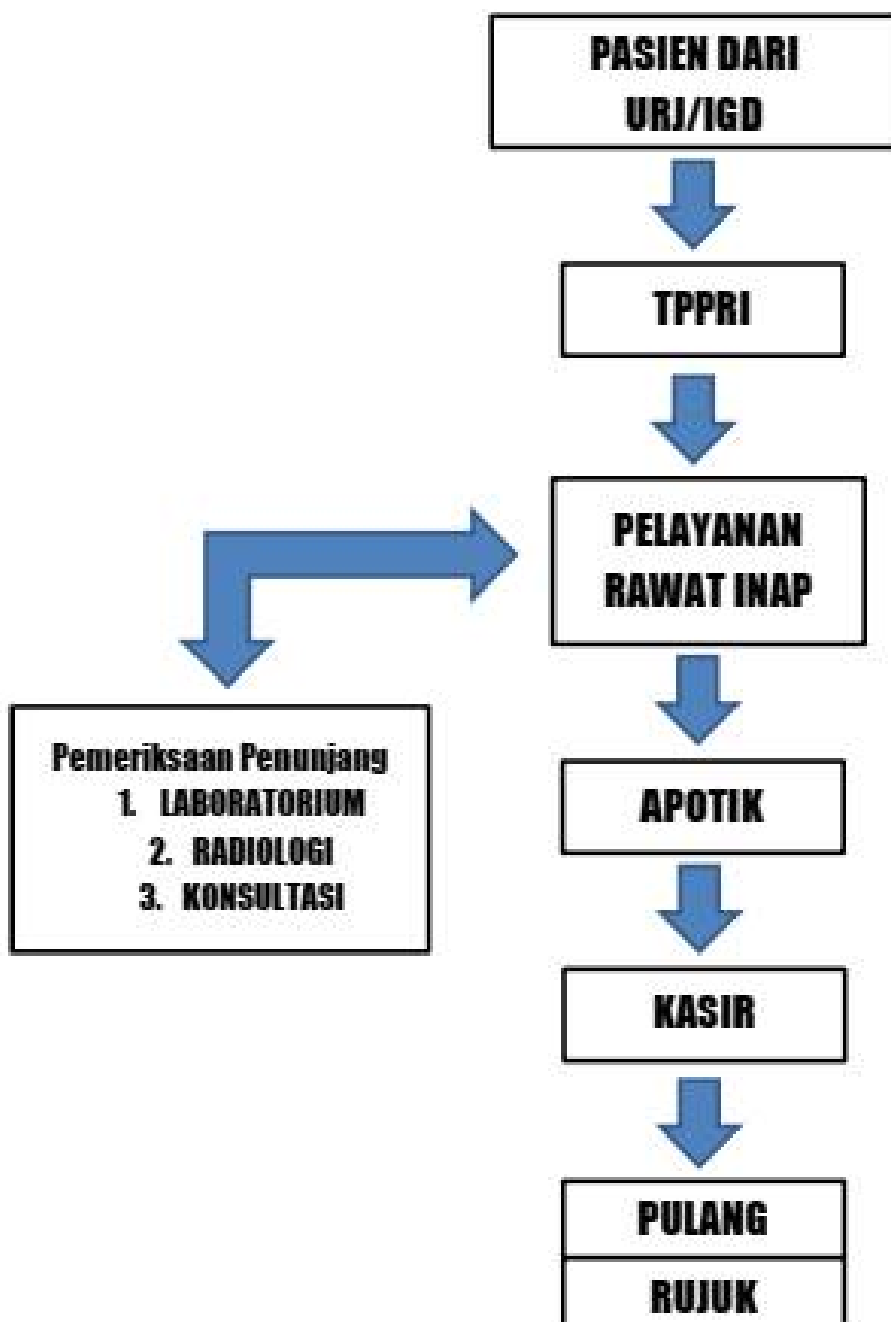 PASIEN DARI
URJ/IGD
TPPRI
PELAYANAN
RAWAT INAP
Pemeriksaan Penunjang
1. LABORATORIUM
2. RADIOLOGI
3. KONSULTASI
APOTIK
KASIR
PULANG
RUJUK